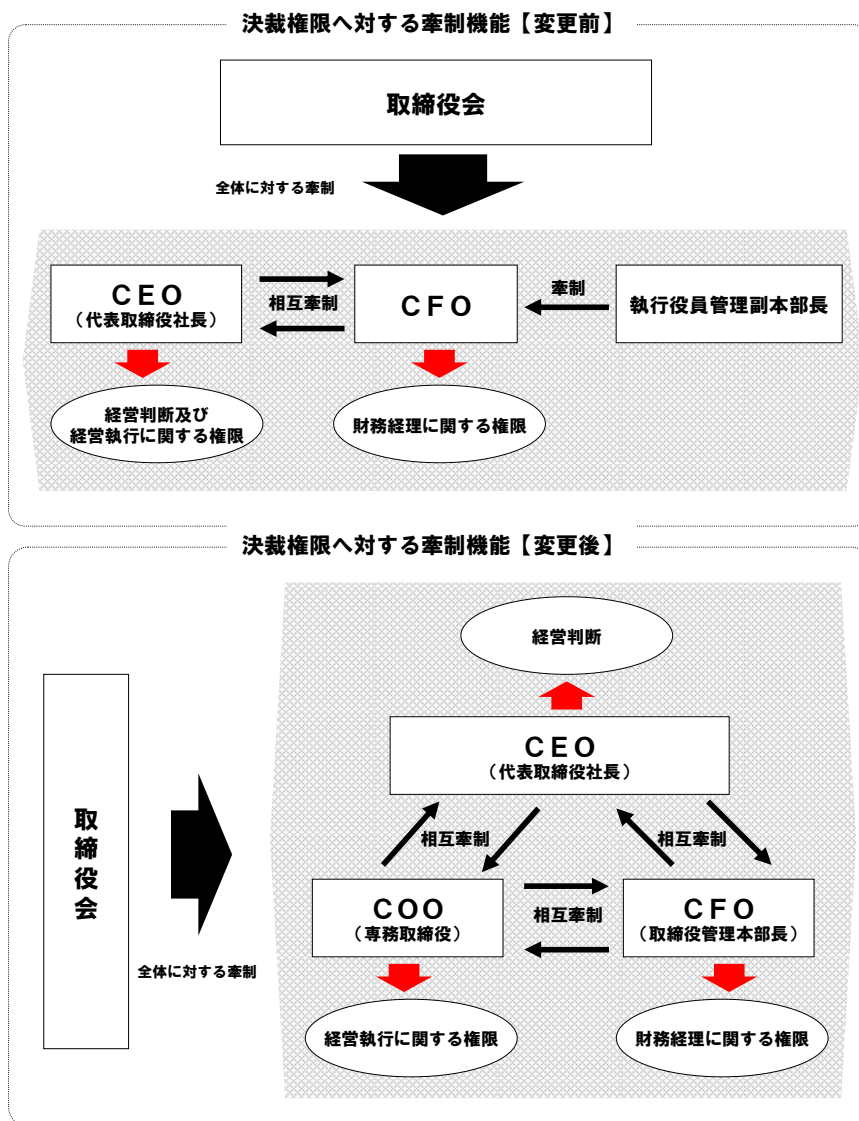 決裁権限へ対する牽制機能【変更前】
取締役会
全体に対する牽制
CEO
（代表取締役社長）
相互牽制
CFO
牽制
執行役員管理副本部長
経営判断及び
経営執行に関する権限
財務経理に関する権限
決裁権限へ対する牽制機能【変更後】
経営判断
CEO
（代表取締役社長）
取締役会
相互牽制
相互牽制
COO
（専務取締役）
相互牽制
CFO
（取締役管理本部長）
全体に対する牽制
経営執行に関する権限
財務経理に関する権限